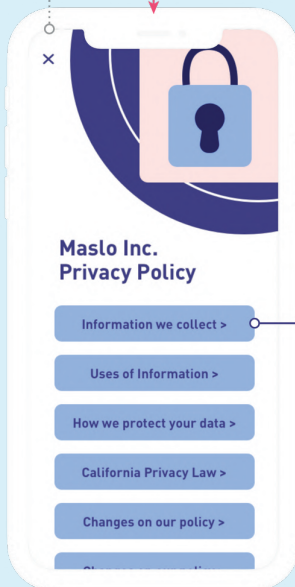 Maslo Inc.
Privacy Policy
Information we collect >
Uses of Information >
How we protect your data >
California Privacy Law >
Changes on our policy >